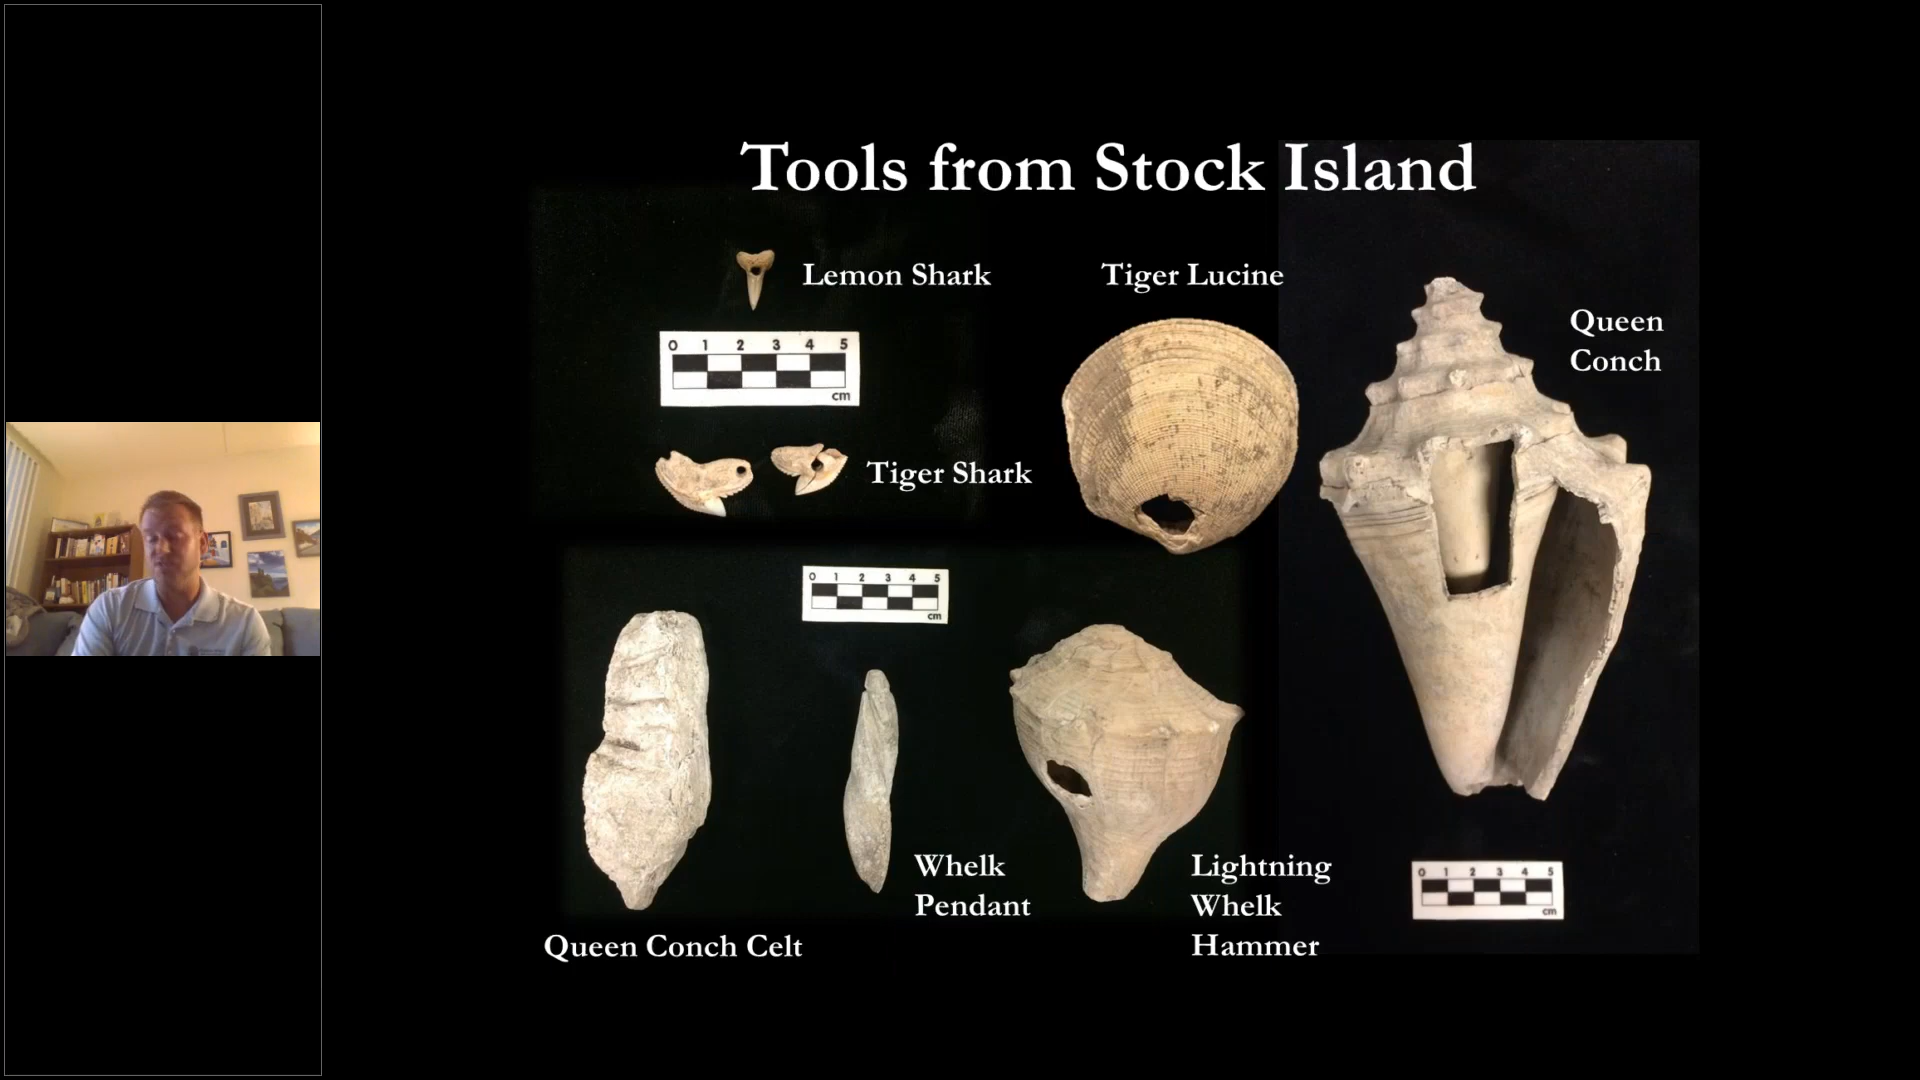 Tools from Stock Island
Lemon Shark
Tiger Lucine
Queen
Conch
0 1 2 3 4 5
cm
Tiger Shark
0 1 2 3 4 5
cm
Whelk
Pendant
Lightning
Whelk
Hammer
0 1 2 3 4 5
cm
Queen Conch Celt